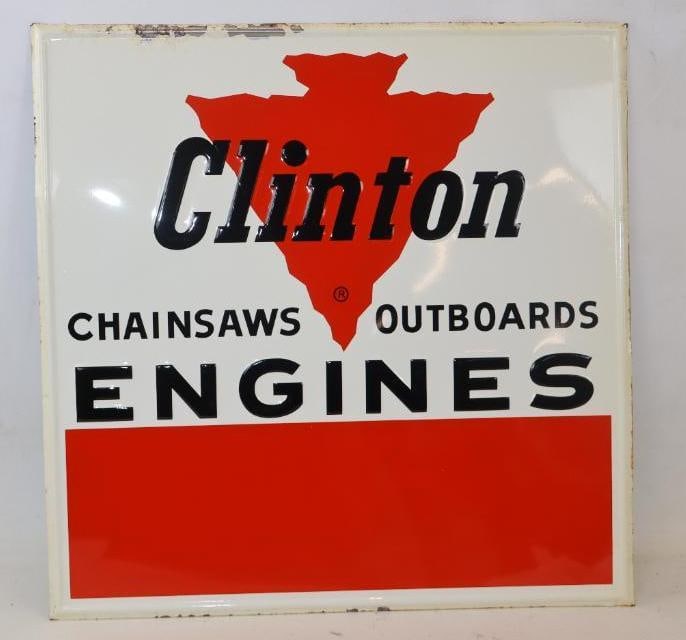 Clinton
®
CHAINSAWS OUTBOARDS
ENGINES